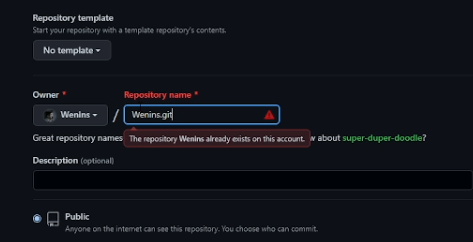 Repository template
Start your repository with a template repository's contents.
No template
Owner *
Repository name *
Wenins
/
Wenins.git
Great repository names
The repository Wenins already exists on this account.
w about super-duper-doodle?
Description (optional)
Public
Anyone on the internet can see this repository. You choose who can commit.